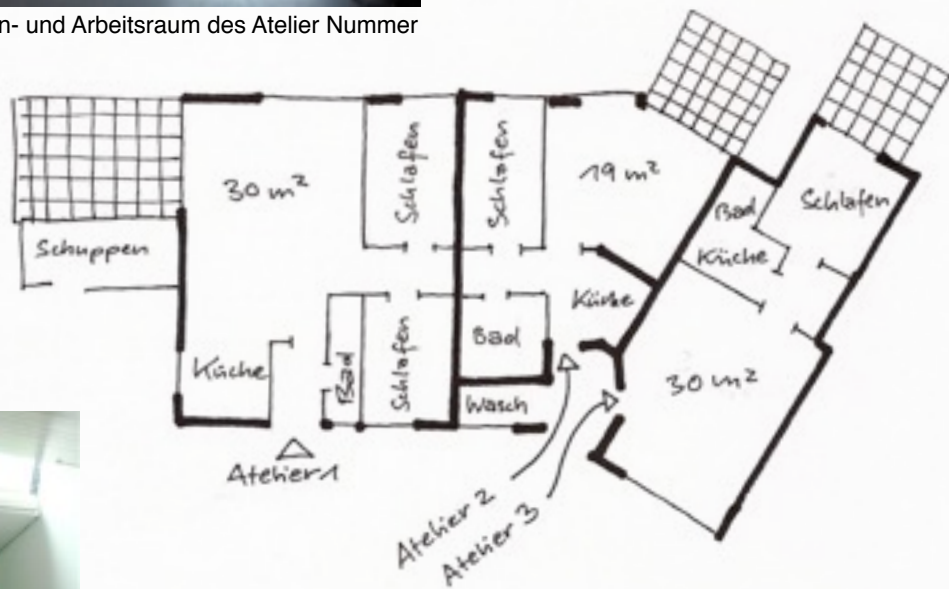 n- und Arbeitsraum des Atelier Nummer
30 m²
Schlafen
Schlafen
19 m²
Bad
Schlafen
Schuppen
Küche
Küche
Bad
Küche
Bad
Schlafen
Wasch
30 m²
Atelier 1
Atelier 2
Atelier 3